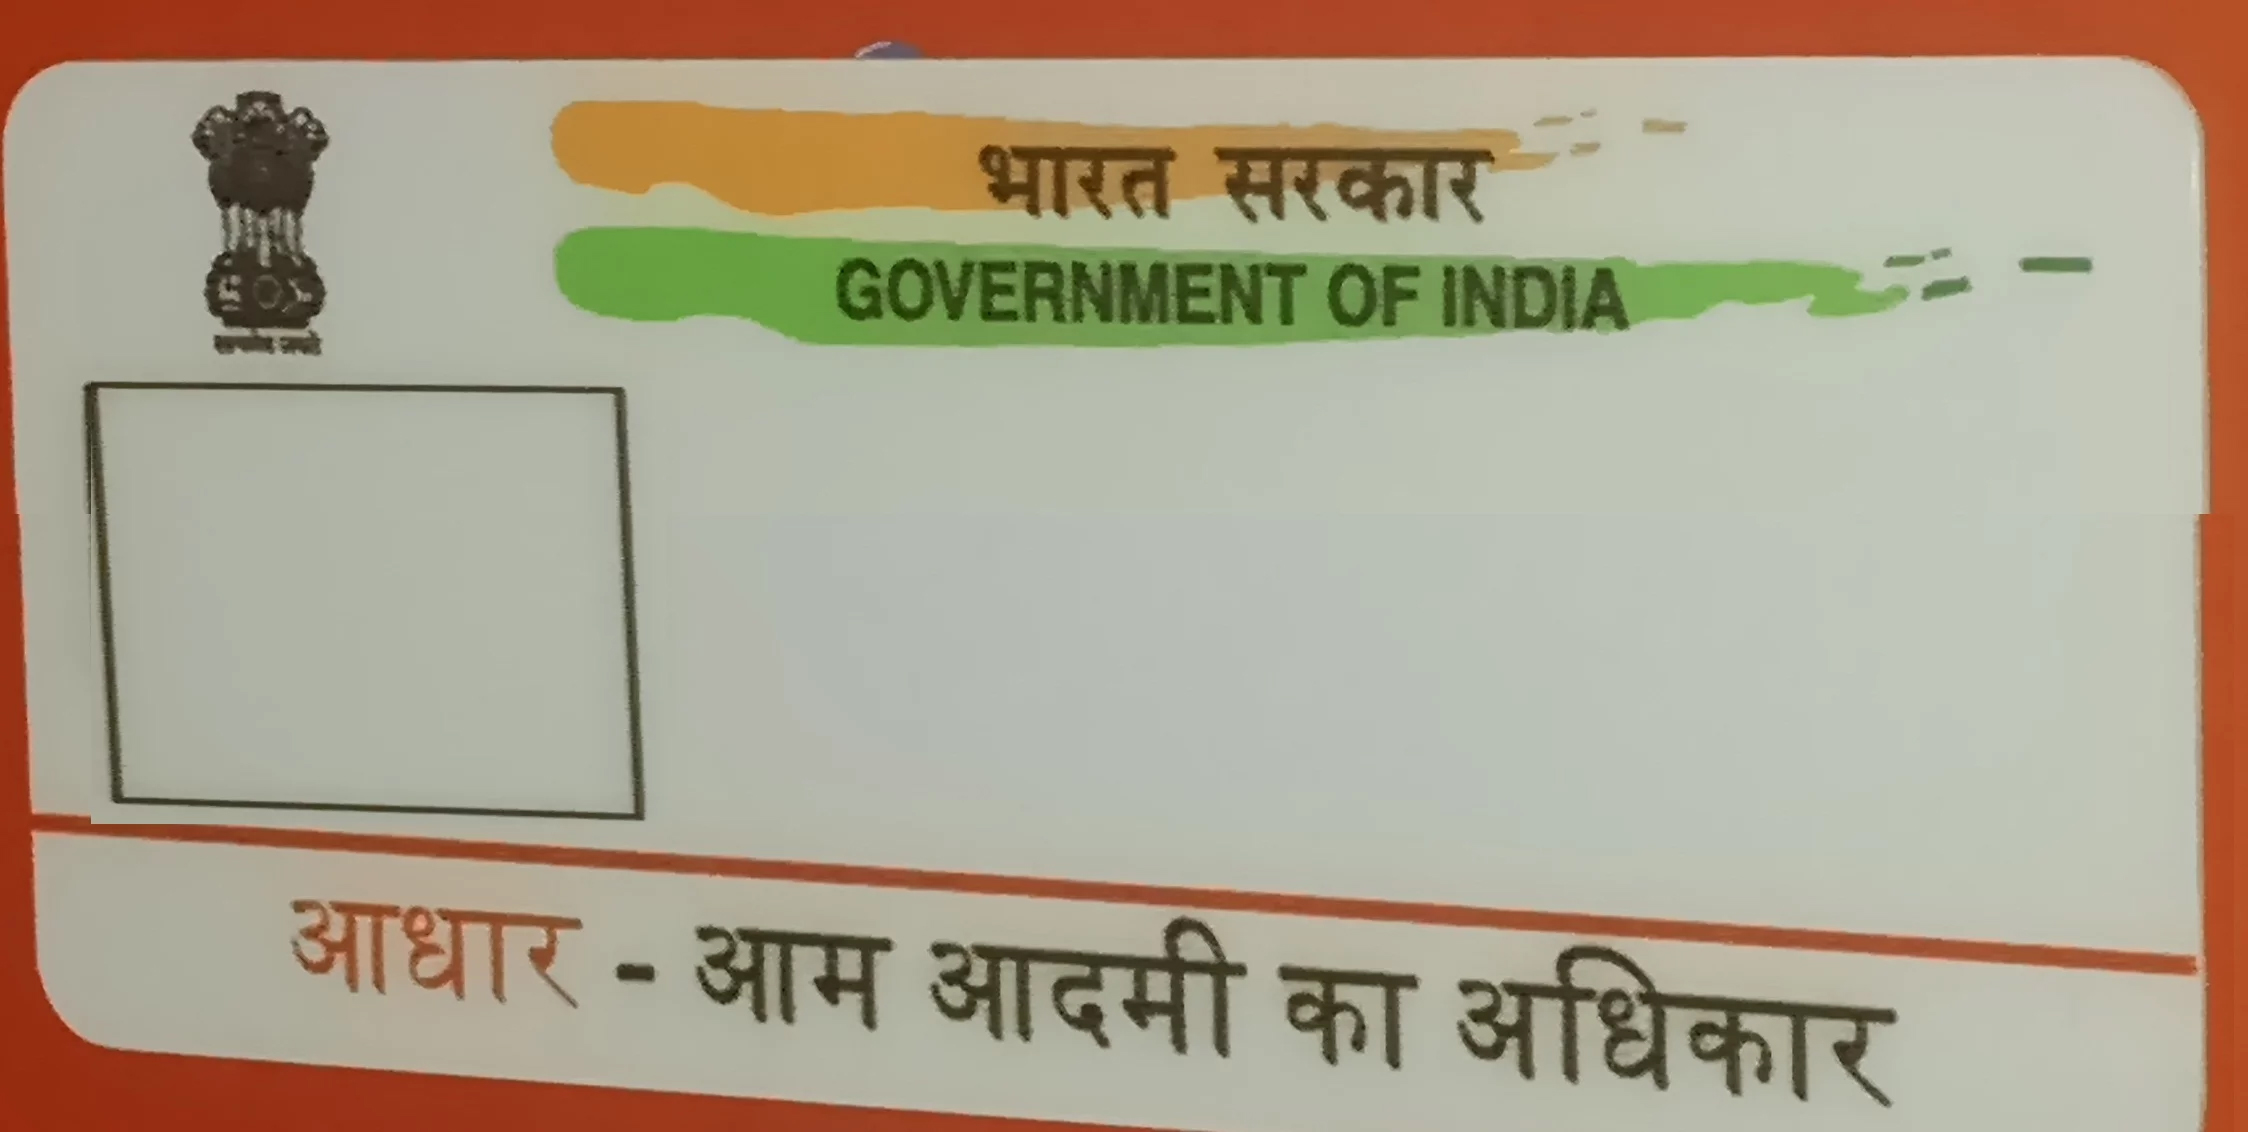 भारत सरकार
GOVERNMENT OF INDIA
आधार - आम आदमी का अधिकार